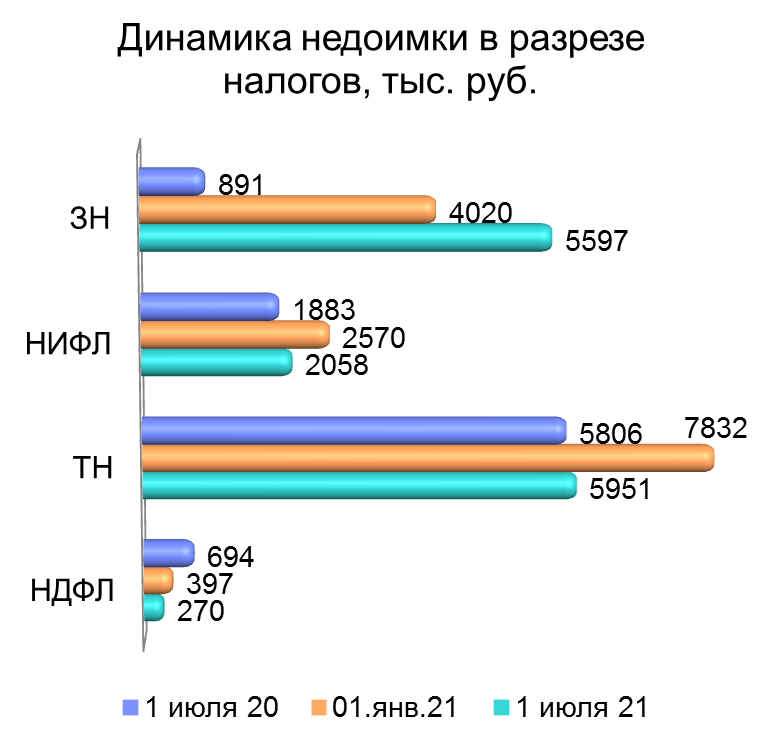 Динамика недоимки в разрезе
налогов, тыс. руб.
891
ЗН
4020
5597
1883
НИФЛ
2570
2058
5806
7832
ТН
5951
694
НДФЛ
397
270
1 июля 20
01.янв.21
1 июля 21